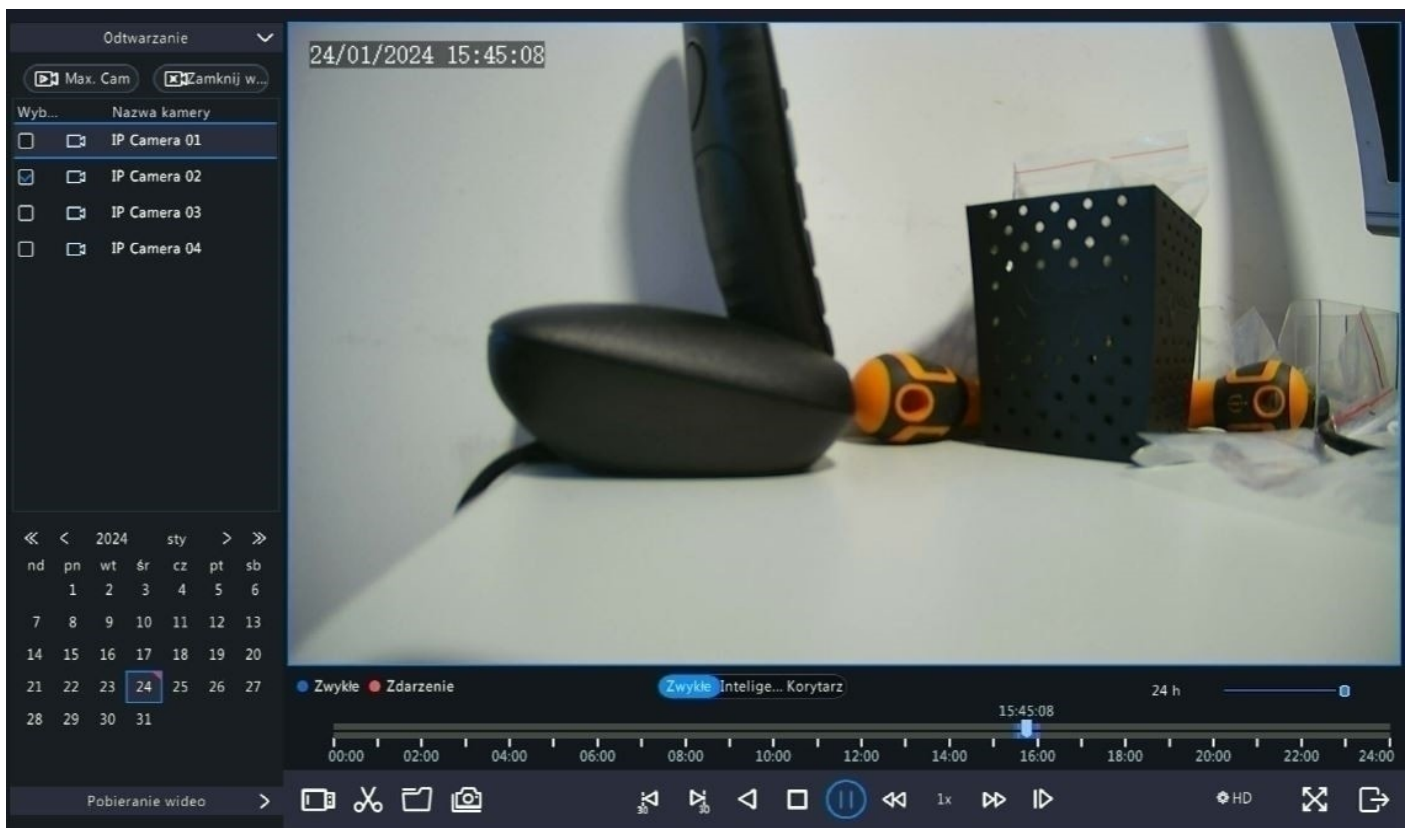 Odtwarzanie
Max. Cam
Zamknij w...
Wyb... Nazwa kamery
IP Camera 01
IP Camera 02
IP Camera 03
IP Camera 04
2024 sty
nd pn wt śr cz pt sb
1 2 3 4 5 6
7 8 9 10 11 12 13
14 15 16 17 18 19 20
21 22 23 24 25 26 27
28 29 30 31
Pobieranie wideo
24/01/2024 15:45:08
Zwykłe Zdarzenie
Zwykłe Intelige... Korytarz
24 h
15:45:08
00:00 02:00 04:00 06:00 08:00 10:00 12:00 14:00 16:00 18:00 20:00 22:00 24:00
30 30 1x HD